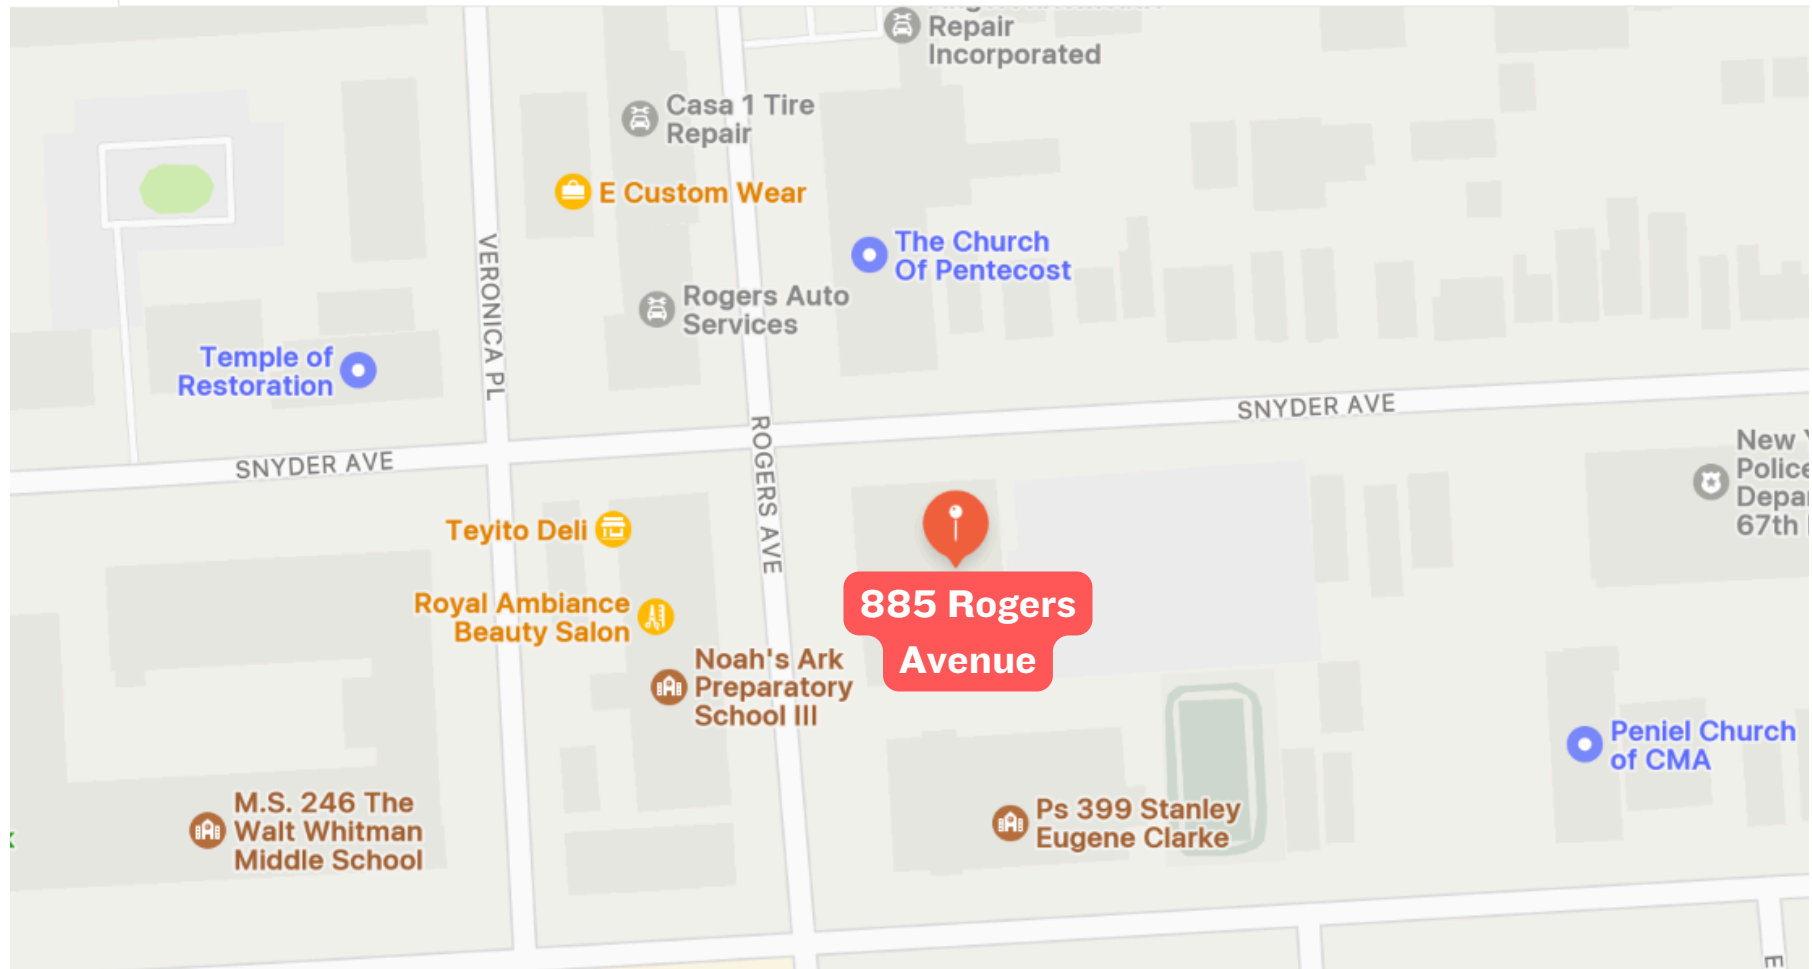 Repair
Incorporated
Casa 1 Tire
Repair
E Custom Wear
The Church
Of Pentecost
VERONICA PL
Rogers Auto
Services
Temple of
Restoration
SNYDER AVE
SNYDER AVE
ROGERS AVE
New
Police
67th
Teyito Deli
885 Rogers
Avenue
Royal Ambiance
Beauty Salon
Noah's Ark
Preparatory
School III
Peniel Church
of CMA
M.S. 246 The
Walt Whitman
Middle School
Ps 399 Stanley
Eugene Clarke
E